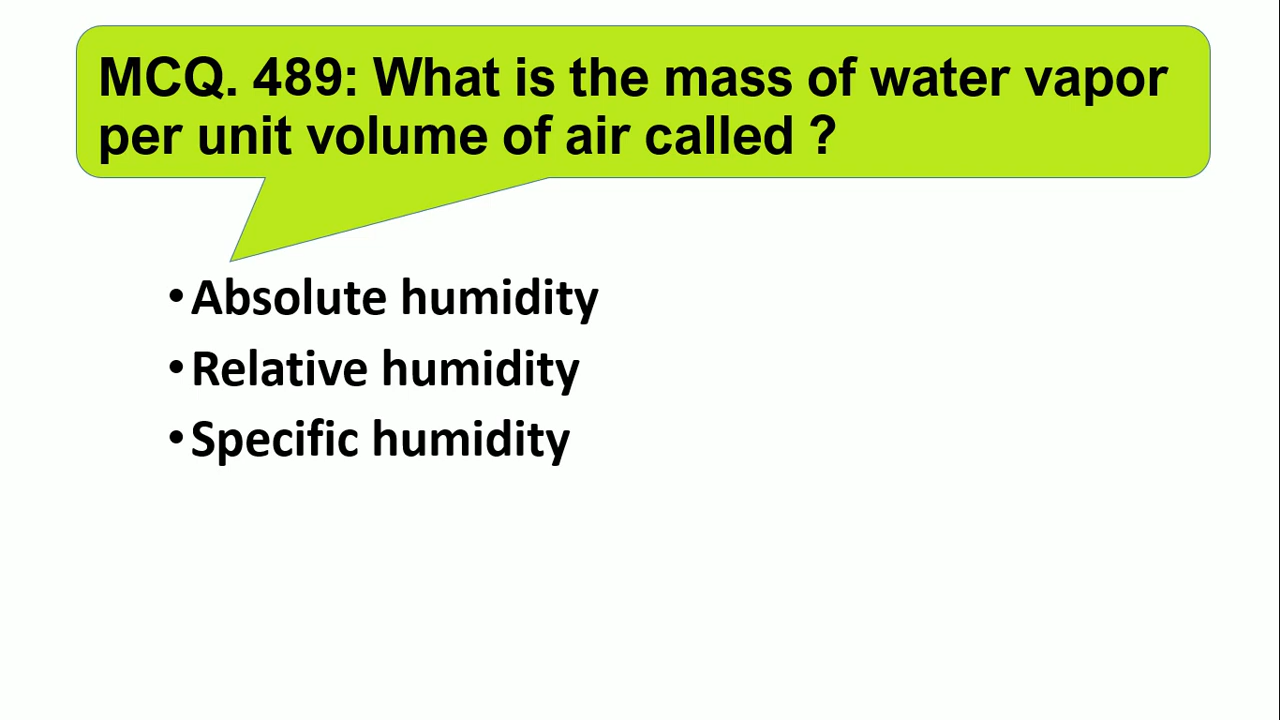 MCQ. 489: What is the mass of water vapor
per unit volume of air called ?
•Absolute humidity
•Relative humidity
•Specific humidity